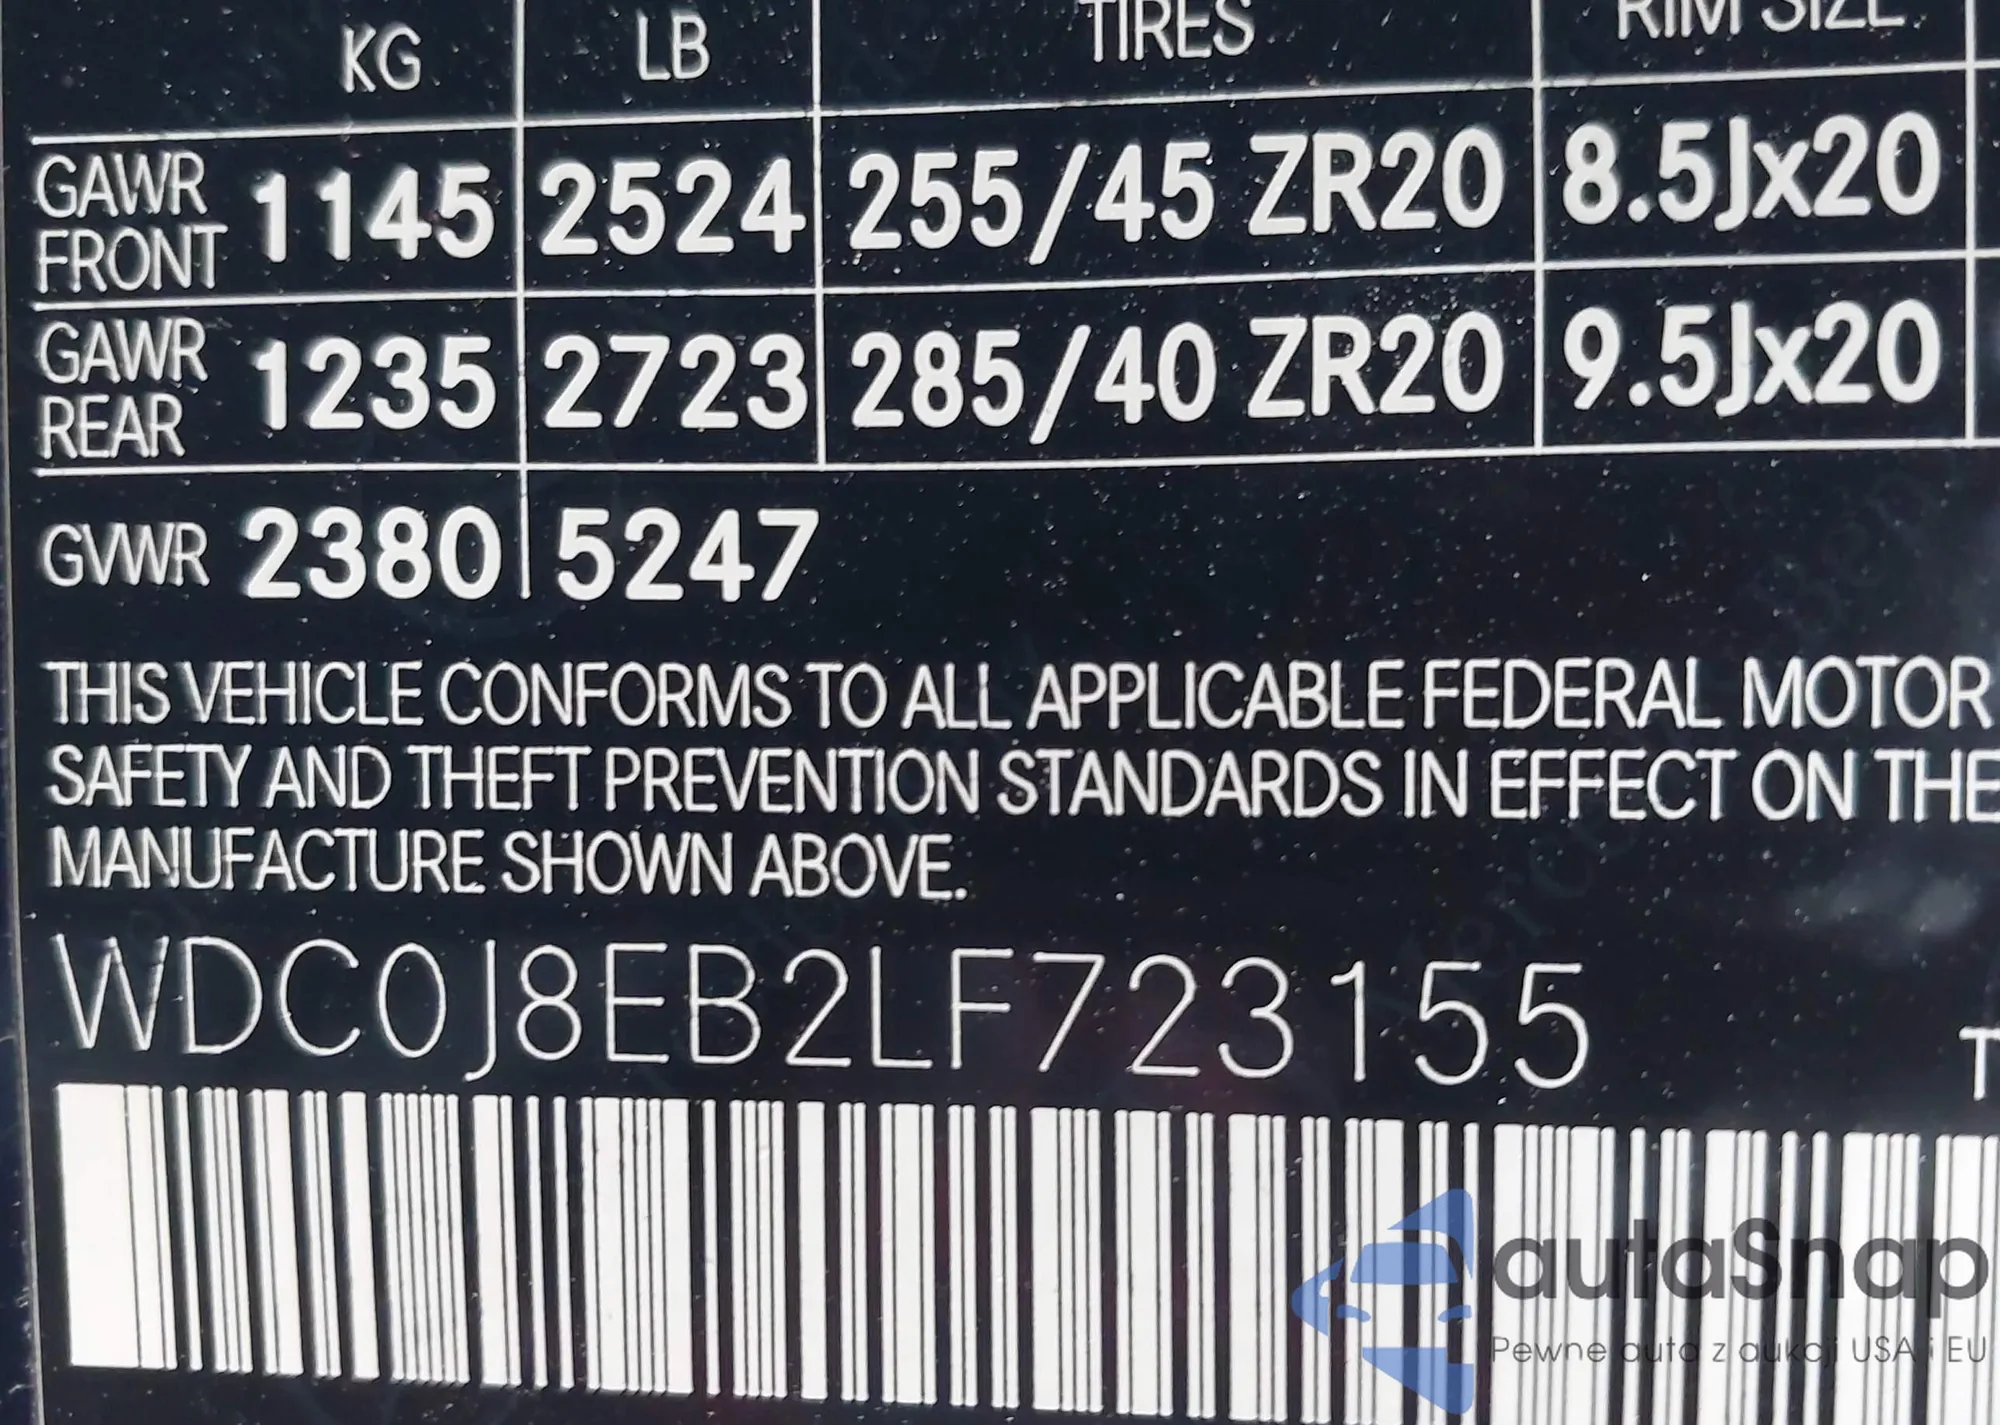 KG LB TIRES RIM SIZE
GAWR FRONT 1145 2524 255/45 ZR20 8.5Jx20
GAWR REAR 1235 2723 285/40 ZR20 9.5Jx20
GVWR 2380 5247
THIS VEHICLE CONFORMS TO ALL APPLICABLE FEDERAL MOTOR
SAFETY AND THEFT PREVENTION STANDARDS IN EFFECT ON THE
MANUFACTURE SHOWN ABOVE.
WDC0J8EB2LF723155
T
autaSnap
Pewne auta z aukcji USA i EU